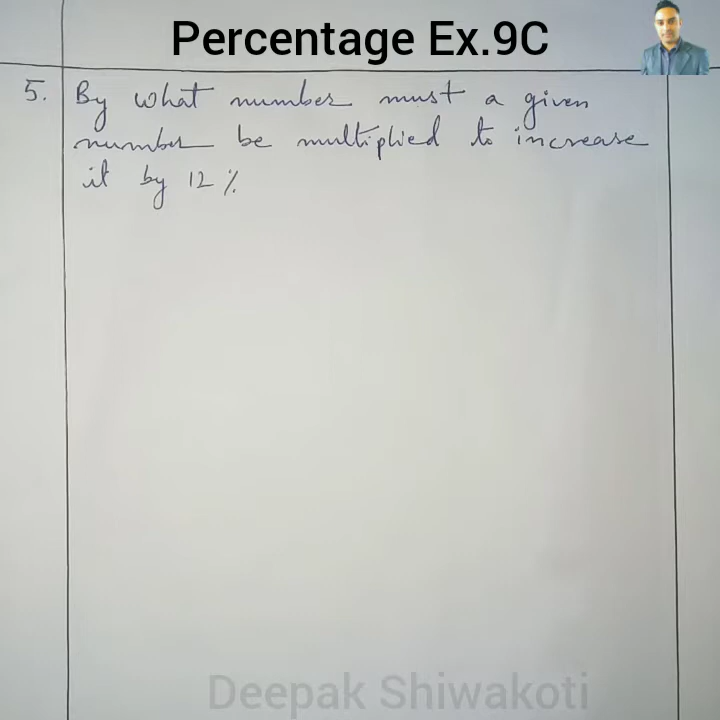 Percentage Ex.9C
5. By what number must a given
number be multiplied to increase
it by 12 %
Deepak Shiwakoti